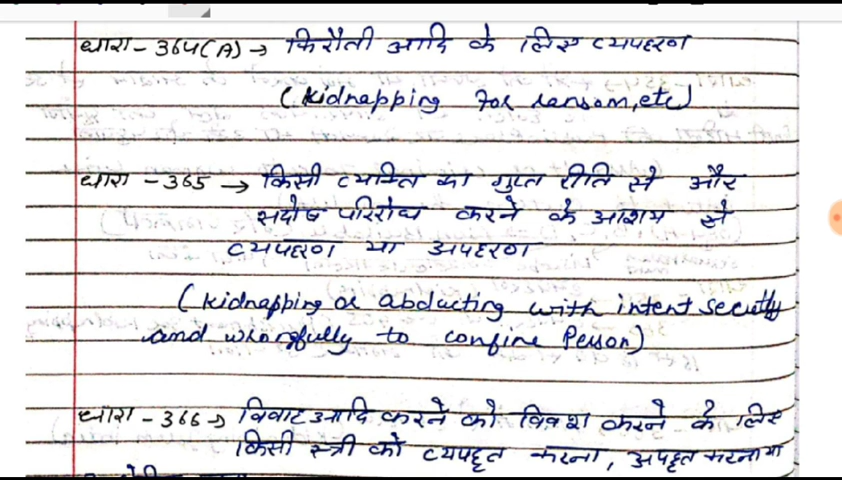 धारा - 364(A) → फिरौती आदि के लिए व्यपहरण
(kidnapping for ransom, etc)
धारा - 365 → किसी व्यक्ति का गुप्त रीति से और
सदोष परिरोध करने के आशय से
व्यपहरण या अपहरण
(kidnapping or abducting with intent secretly
and wrongfully to confine Person)
धारा - 366 → विवाह आदि करने को विवश करने के लिए
किसी स्त्री को व्यपहृत करना, अपहृत करना या